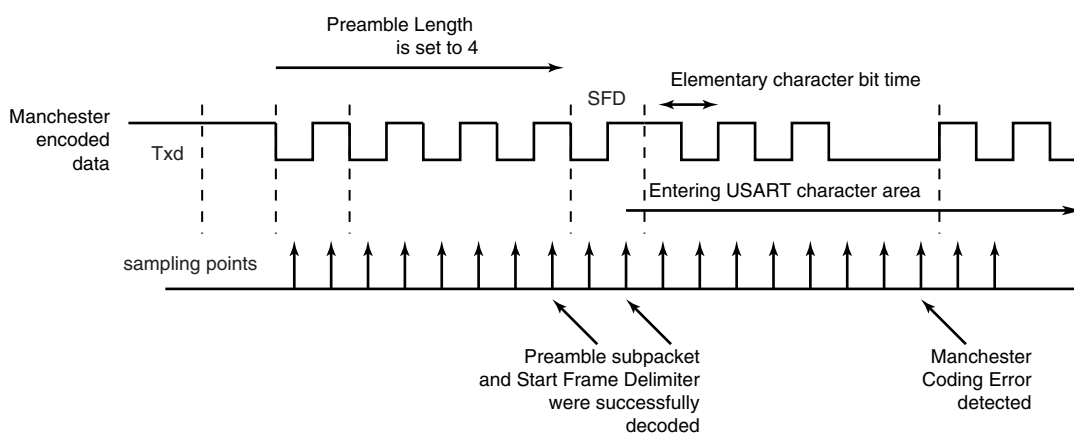 Preamble Length
is set to 4
Elementary character bit time
SFD
Manchester
encoded
data
Txd
Entering USART character area
sampling points
Preamble subpacket
and Start Frame Delimiter
were successfully
decoded
Manchester
Coding Error
detected